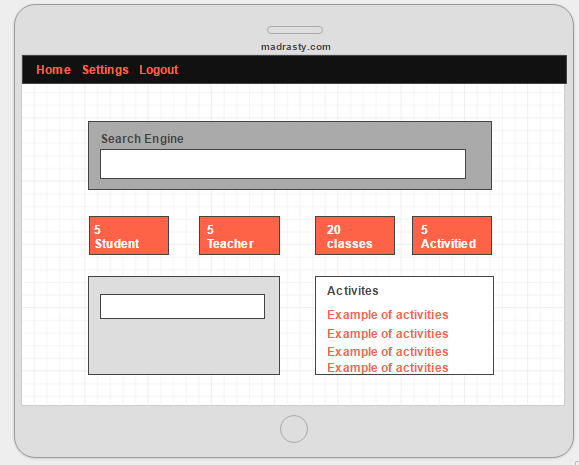 madrasty.com
Home Settings Logout
Search Engine
5
Student
5
Teacher
20
classes
5
Activitied
Activites
Example of activities
Example of activities
Example of activities
Example of activities